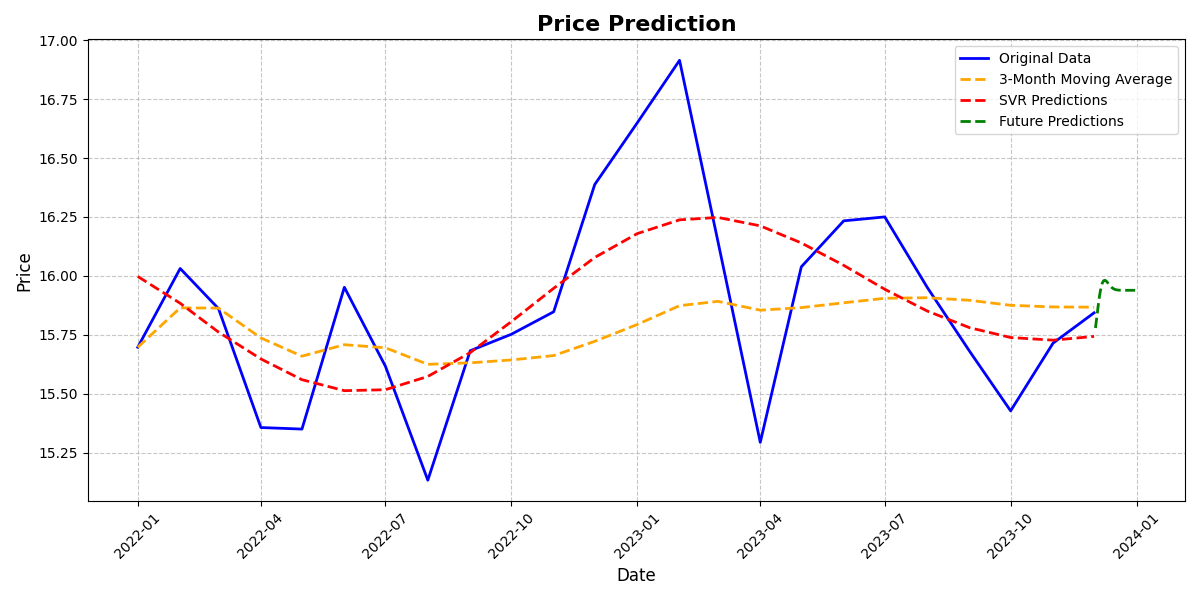 Price Prediction
Original Data
3-Month Moving Average
SVR Predictions
Future Predictions
Price
17.00
16.75
16.50
16.25
16.00
15.75
15.50
15.25
2022-01
2022-04
2022-07
2022-10
2023-01
2023-04
2023-07
2023-10
2024-01
Date